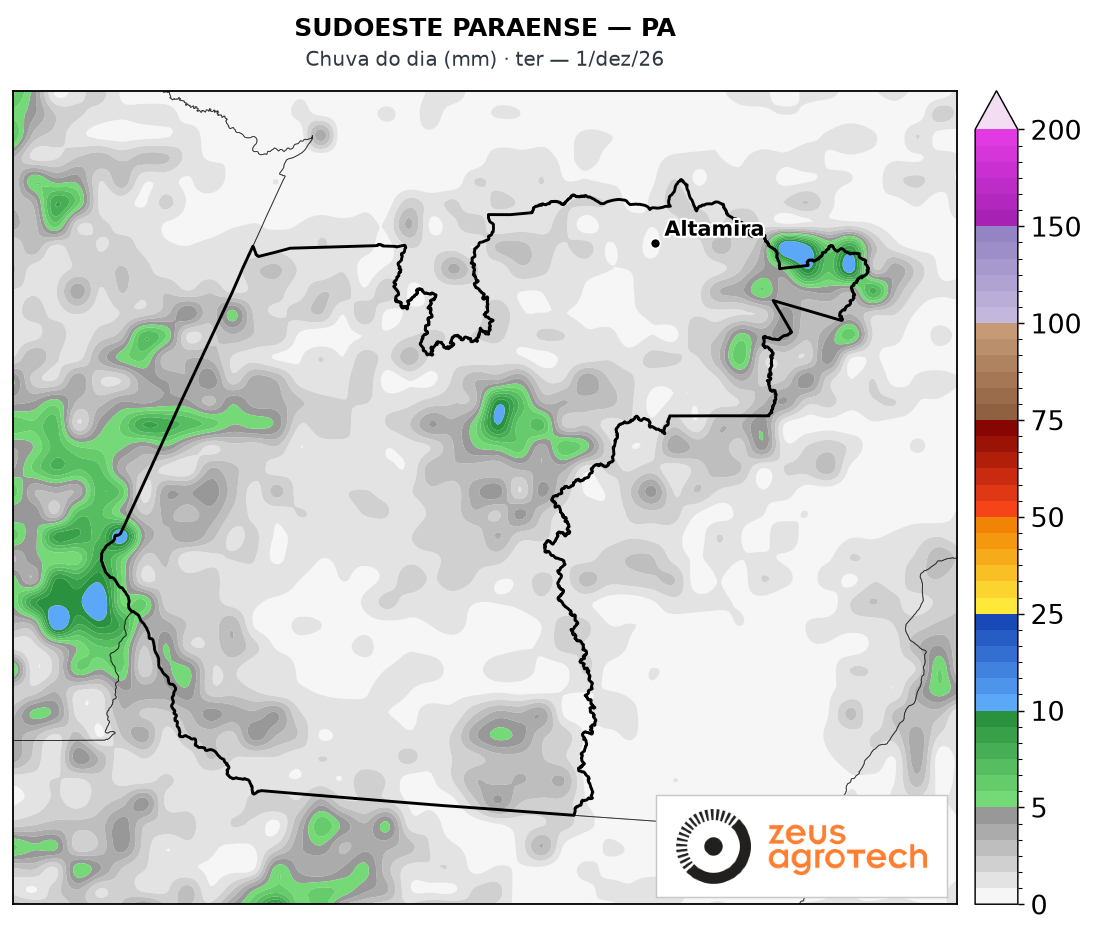 SUDOESTE PARAENSE — PA
Chuva do dia (mm) · ter — 1/dez/26
Altamira
200
150
100
75
50
25
10
5
0
zeus
agrotech